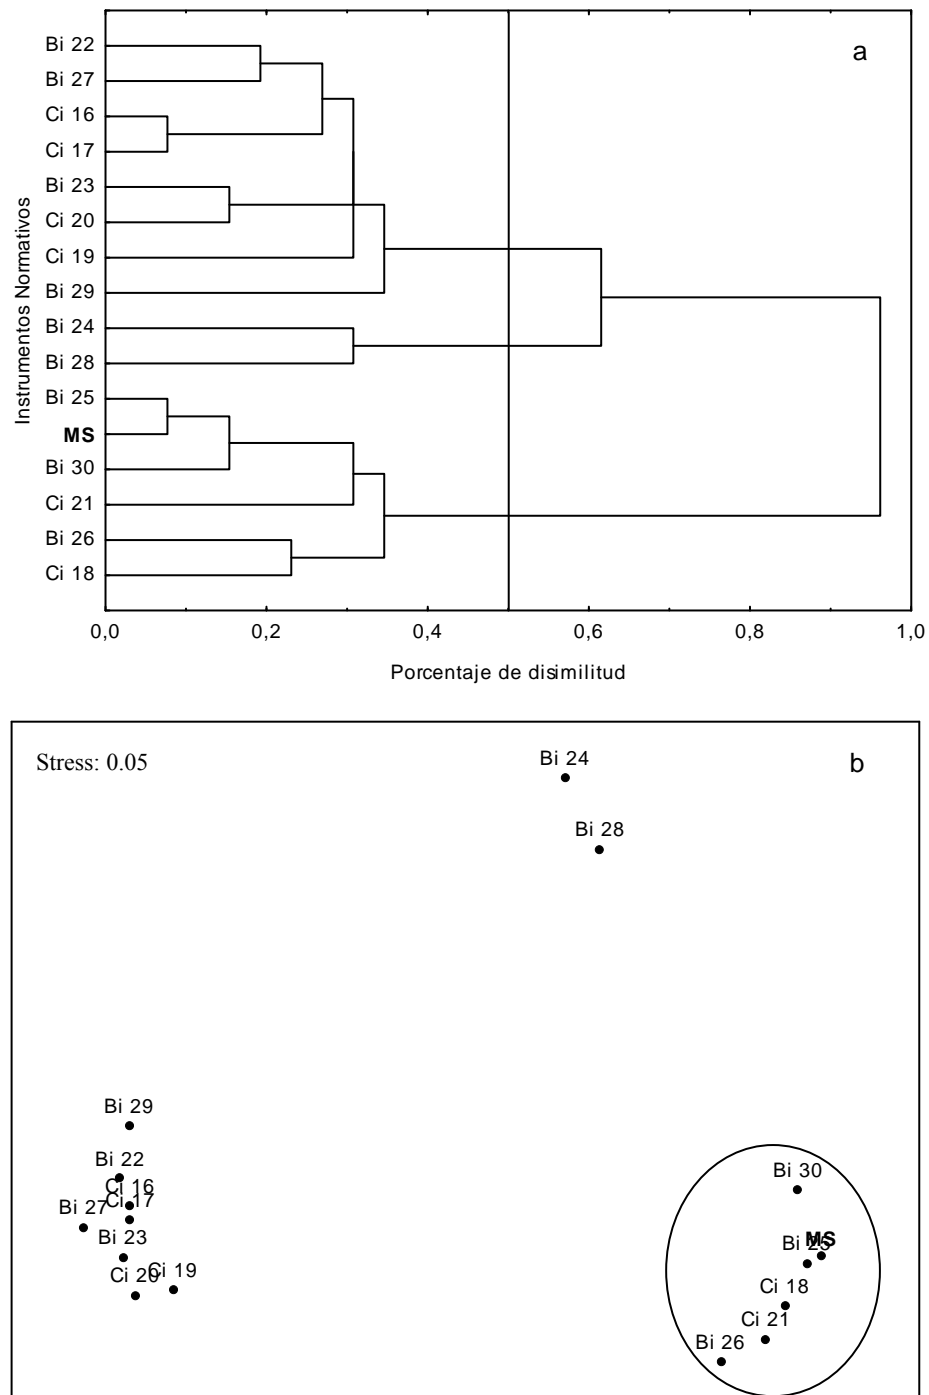 a
Bi 22
Bi 27
Ci 16
Ci 17
Bi 23
Ci 20
Ci 19
Bi 29
Bi 24
Bi 28
Bi 25
MS
Bi 30
Ci 21
Bi 26
Ci 18
Instrumentos Normativos
0,0 0,2 0,4 0,6 0,8 1,0
Porcentaje de disimilitud
Stress: 0.05
b
Bi 24
Bi 28
Bi 29
Bi 22
Ci 16
Ci 17
Bi 27
Bi 23
Ci 20
Ci 19
Bi 30
MS
Bi 25
Ci 18
Ci 21
Bi 26